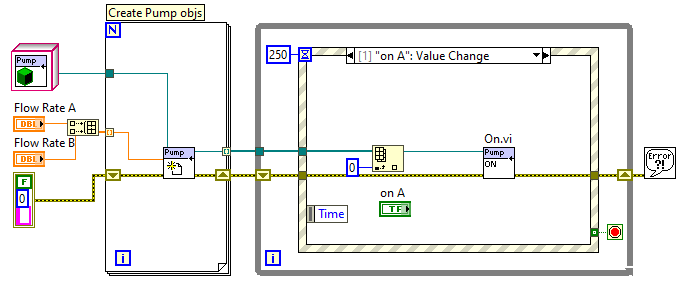 Create Pump objs
N
Pump
Flow Rate A
DBL
Flow Rate B
DBL
F
0
Pump
i
250
[1] "on A": Value Change
0
On.vi
Pump
ON
on A
TF
Time
i
Error
?!